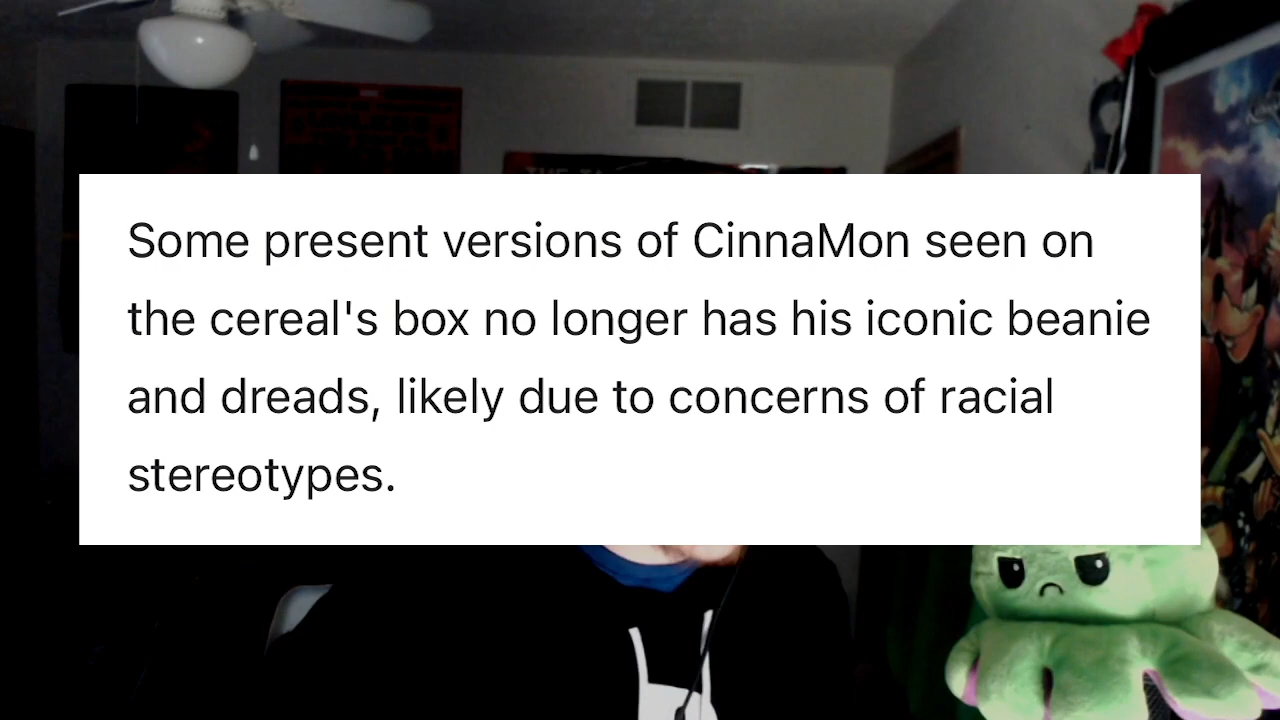 Some present versions of CinnaMon seen on
the cereal's box no longer has his iconic beanie
and dreads, likely due to concerns of racial
stereotypes.